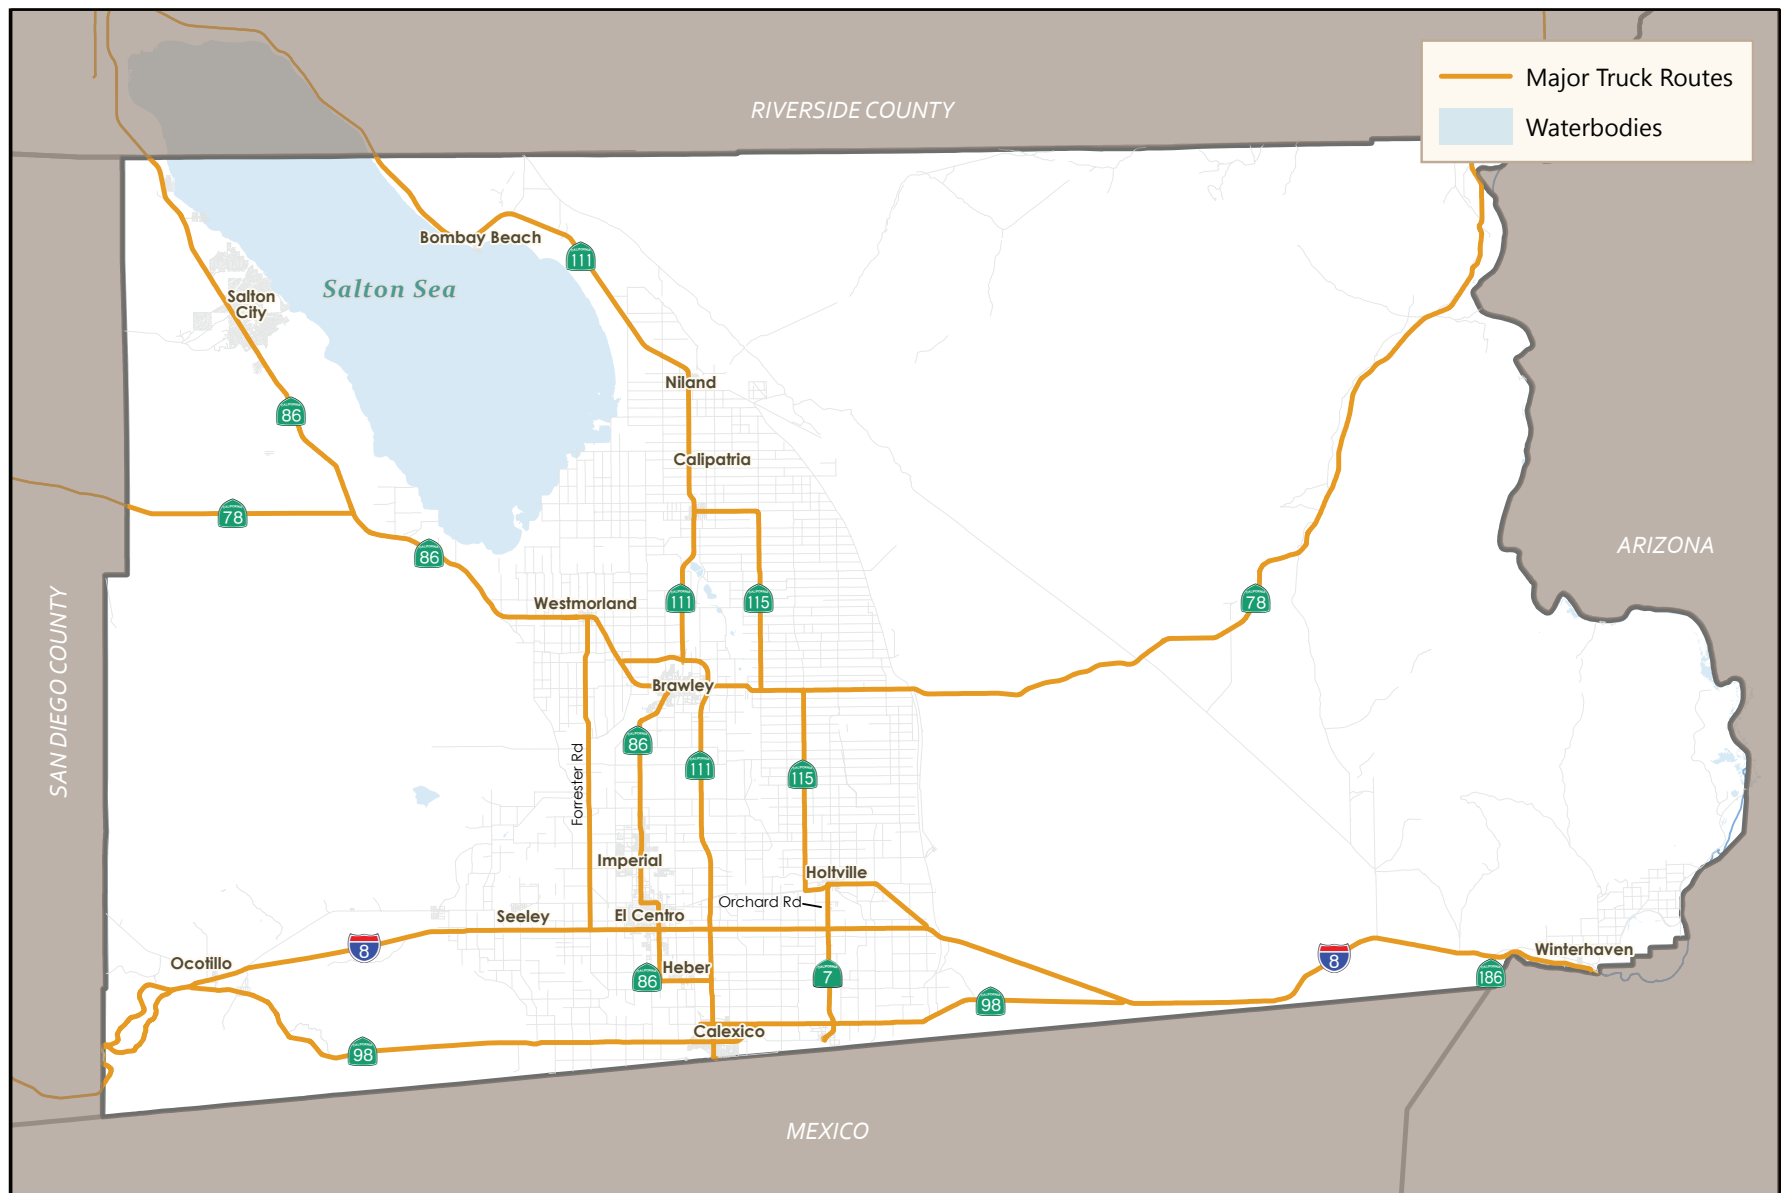 RIVERSIDE COUNTY
Major Truck Routes
Waterbodies
Bombay Beach
111
Salton Sea
Salton
City
Niland
86
Calipatria
78
86
ARIZONA
Westmorland
111
115
78
SAN DIEGO COUNTY
Brawley
86
111
115
Forrester Rd
Imperial
Holtville
Orchard Rd
Seeley
El Centro
8
Ocotillo
Heber
86
7
8
Winterhaven
186
98
Calexico
98
MEXICO